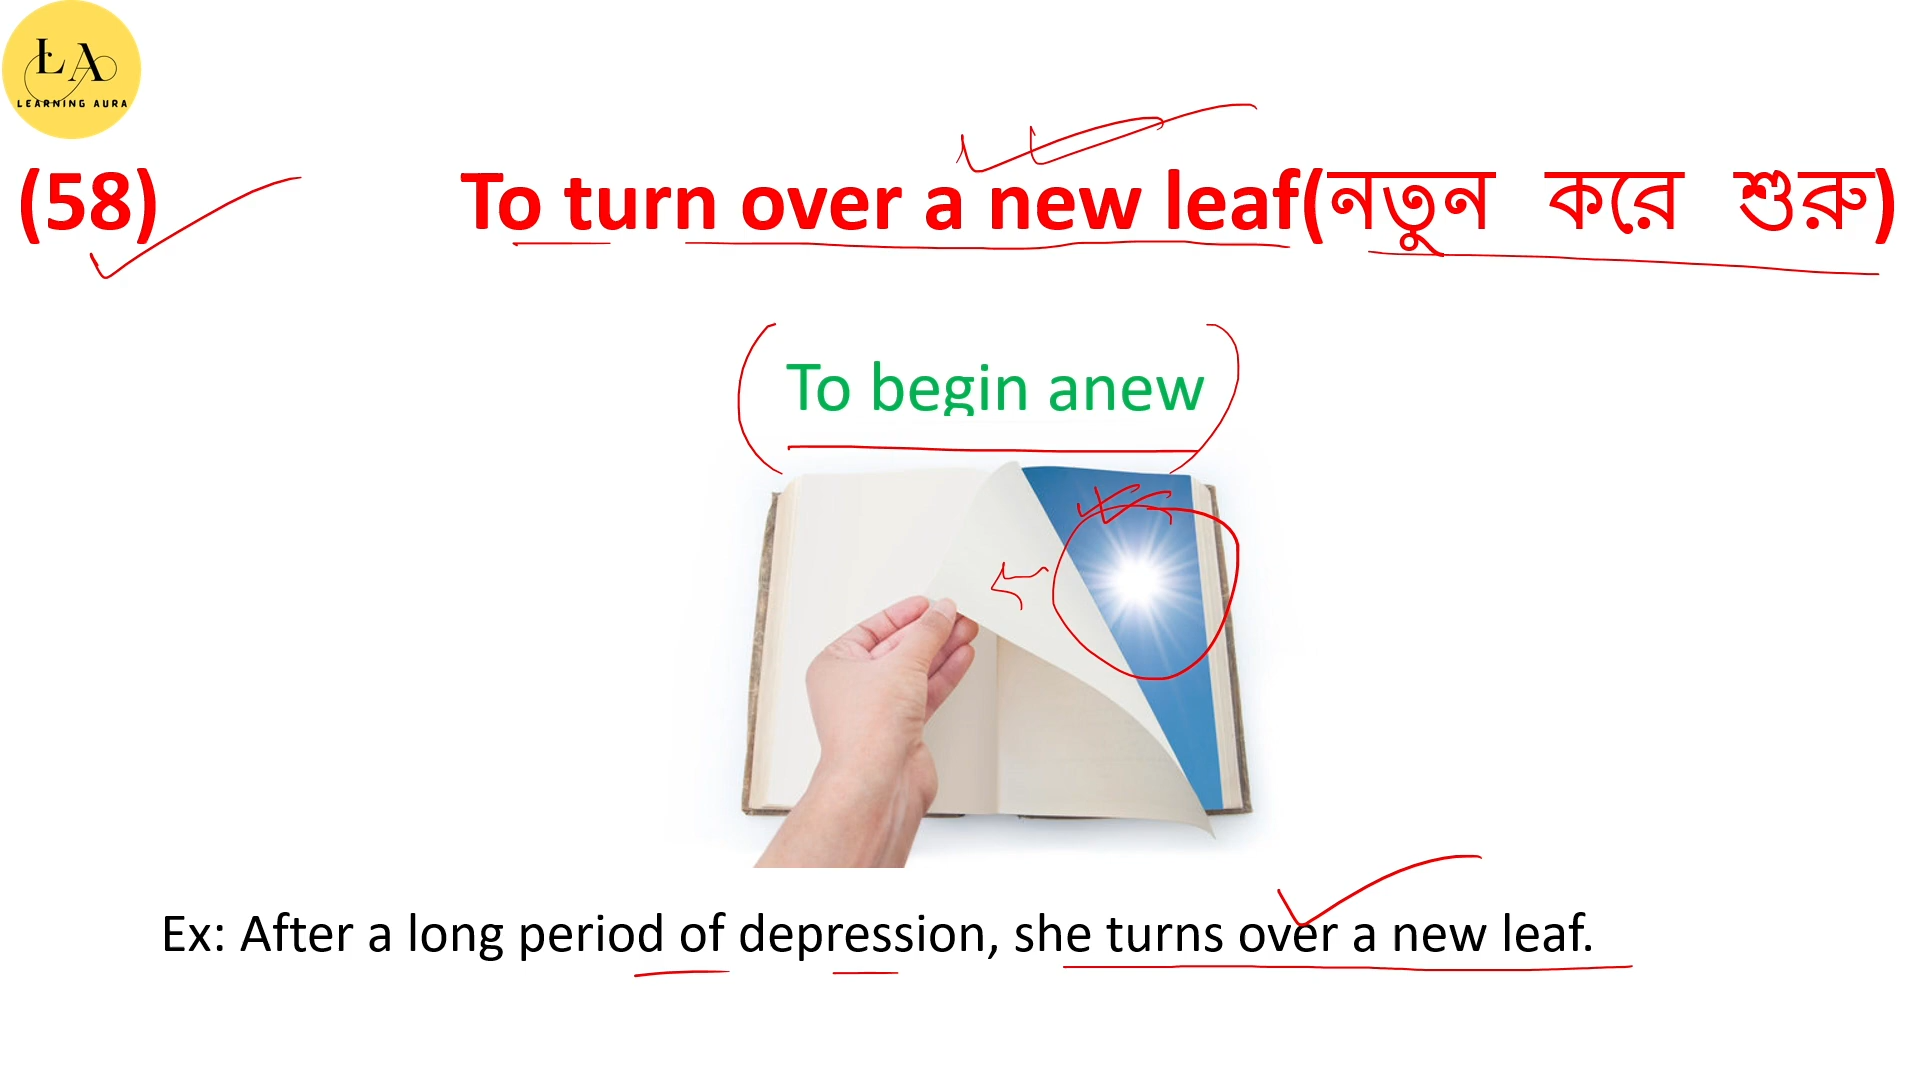 LA
LEARNING AURA
(58) To turn over a new leaf(নতুন করে শুরু)
To begin anew
Ex: After a long period of depression, she turns over a new leaf.